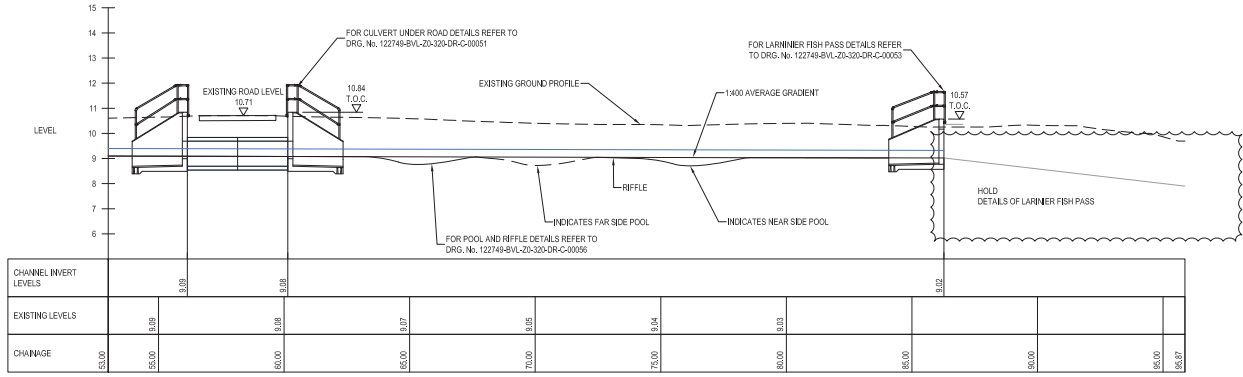 15
14
13
12
11
10
9
8
7
6
LEVEL
FOR CULVERT UNDER ROAD DETAILS REFER TO
DRG. No. 122749-BVL-Z0-320-DR-C-00051
EXISTING ROAD LEVEL
10.71
10.84
T.O.C.
EXISTING GROUND PROFILE
1:400 AVERAGE GRADIENT
FOR LARNINIER FISH PASS DETAILS REFER
TO DRG. No. 122749-BVL-Z0-320-DR-C-00053
10.57
T.O.C.
RIFFLE
INDICATES FAR SIDE POOL
INDICATES NEAR SIDE POOL
FOR POOL AND RIFFLE DETAILS REFER TO
DRG. No. 122749-BVL-Z0-320-DR-C-00056
HOLD
DETAILS OF LARINIER FISH PASS
CHANNEL INVERT
LEVELS
9.09
9.08
9.02
EXISTING LEVELS
9.09
9.08
9.07
9.05
9.04
9.03
CHAINAGE
53.00
55.00
60.00
65.00
70.00
75.00
80.00
85.00
90.00
95.00
95.87